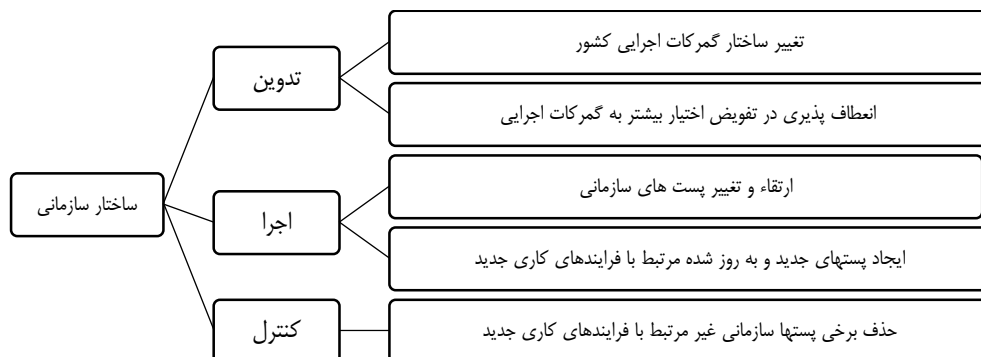 ساختار سازمانی
تدوین
تغییر ساختار گمرکات اجرایی کشور
انعطاف پذیری در تفویض اختیار بیشتر به گمرکات اجرایی
اجرا
ارتقاء و تغییر پست های سازمانی
ایجاد پستهای جدید و به روز شده مرتبط با فرایندهای کاری جدید
کنترل
حذف برخی پستها سازمانی غیر مرتبط با فرایندهای کاری جدید